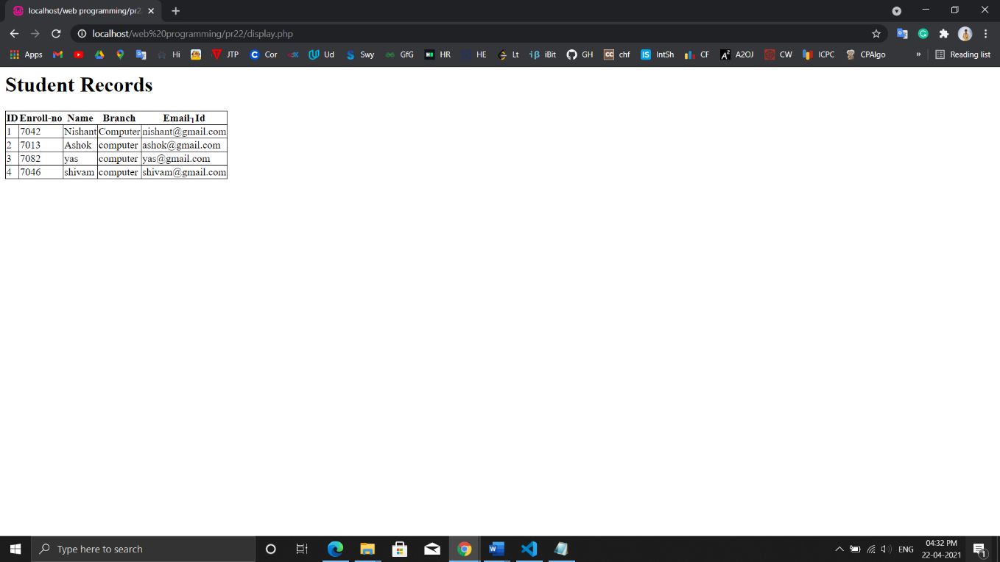 localhost/web programming/pr2
localhost/web%20programming/pr22/display.php
Apps Hi JTP Cor Ud Swy GfG HR HE Lt iBit GH chf IntSh CF A2OJ CW ICPC CPAlgo » Reading list
Student Records
ID Enroll-no Name Branch Email┐Id
1 7042 Nishant Computer nishant@gmail.com
2 7013 Ashok computer ashok@gmail.com
3 7082 yas computer yas@gmail.com
4 7046 shivam computer shivam@gmail.com
Type here to search
ENG
04:32 PM
22-04-2021
1